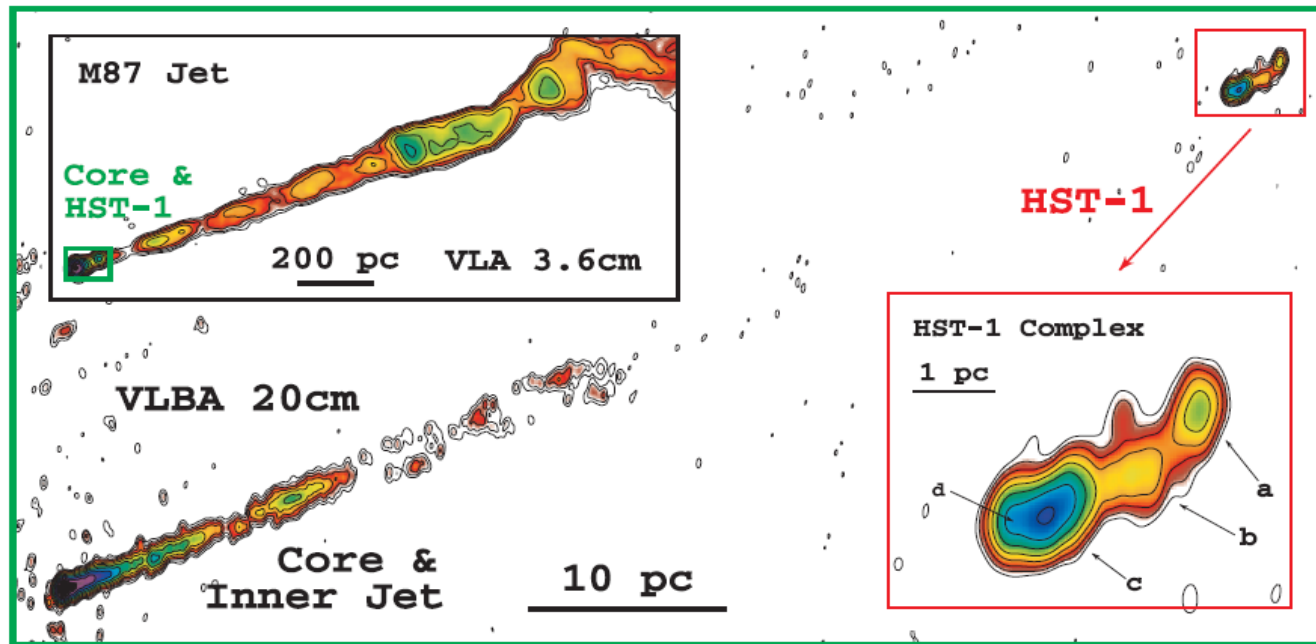 M87 Jet
Core &
HST-1
200 pc
VLA 3.6cm
HST-1
VLBA 20cm
Core &
Inner Jet
10 pc
HST-1 Complex
1 pc
a
b
c
d